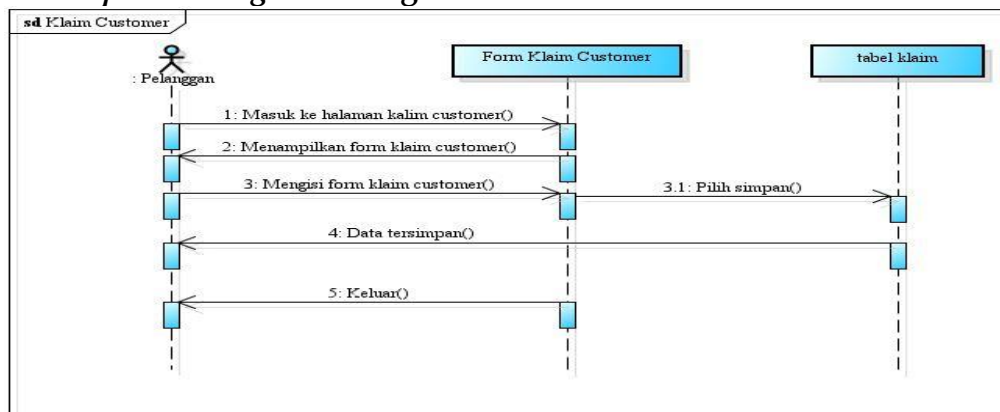 sd Klaim Customer
: Pelanggan
Form Klaim Customer
tabel klaim
1: Masuk ke halaman kalim customer()
2: Menampilkan form klaim customer()
3: Mengisi form klaim customer()
3.1: Pilih simpan()
4: Data tersimpan()
5: Keluar()